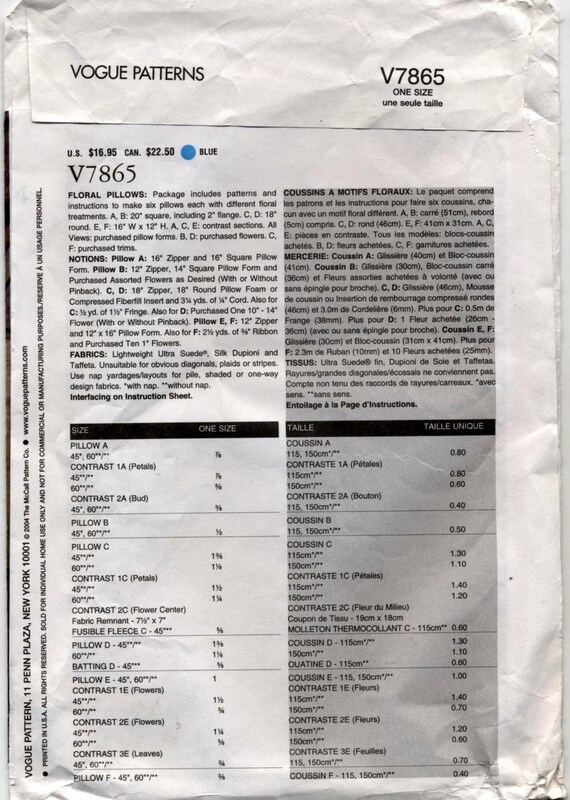 VOGUE PATTERNS
V7865
ONE SIZE
une seule taille
U.S. $16.95 CAN. $22.50 BLUE
V7865
FLORAL PILLOWS: Package includes patterns and
instructions to make six pillows each with different floral
treatments. A, B: 20" square, including 2" flange. C, D: 18"
round. E, F: 16" W x 12" H. A, C, E: contrast sections. All
Views: purchased pillow forms. B, D: purchased flowers. C,
F: purchased trims.
NOTIONS: Pillow A: 16" Zipper and 16" Square Pillow
Form. Pillow B: 12" Zipper, 14" Square Pillow Form and
Purchased Assorted Flowers as Desired (With or Without
Pinback). C, D: 18" Zipper, 18" Round Pillow Foam or
Compressed Fiberfill Insert and 3¼ yds. of ¼" Cord. Also for
C: ½ yd. of 1½" Fringe. Also for D: Purchased One 10" - 14"
Flower (With or Without Pinback). Pillow E, F: 12" Zipper
and 12" x 16" Pillow Form. Also for F: 2½ yds. of ⅜" Ribbon
and Purchased Ten 1" Flowers.
FABRICS: Lightweight Ultra Suede®, Silk Dupioni and
Taffeta. Unsuitable for obvious diagonals, plaids or stripes.
Use nap yardages/layouts for pile, shaded or one-way
design fabrics. *with nap. **without nap.
Interfacing on Instruction Sheet.
COUSSINS A MOTIFS FLORAUX: Le paquet comprend
les patrons et les instructions pour faire six coussins, cha-
cun avec un motif floral différent. A, B: carré (51cm), rebord
(5cm) compris. C, D: rond (46cm). E, F: 41cm x 31cm. A, C,
E: pièces en contraste. Tous les modèles: blocs-coussin
achetés. B, D: fleurs achetées. C, F: garnitures achetées.
MERCERIE: Coussin A: Glissière (40cm) et Bloc-coussin
(41cm). Coussin B: Glissière (30cm), Bloc-coussin carré
(36cm) et Fleurs assorties achetées à volonté (avec ou
sans épingle pour broche). C, D: Glissière (46cm), Mousse
de coussin ou Insertion de rembourrage compressé rondes
(46cm) et 3.0m de Cordelière (6mm). Plus pour C: 0.5m de
Frange (38mm). Plus pour D: 1 Fleur achetée (26cm -
36cm) (avec ou sans épingle pour broche). Coussin E, F:
Glissière (30cm) et Bloc-coussin (31cm x 41cm). Plus pour
F: 2.3m de Ruban (10mm) et 10 Fleurs achetées (25mm).
TISSUS: Ultra Suede® fin, Dupioni de Soie et Taffetas.
Rayures/grandes diagonales/écossais ne conviennent pas.
Compte non tenu des raccords de rayures/carreaux. *avec
sens. **sans sens.
Entoilage à la Page d'Instructions.
SIZE ONE SIZE
PILLOW A
45", 60"*/** ⅞
CONTRAST 1A (Petals)
45"*/** ⅞
60"*/** ⅝
CONTRAST 2A (Bud)
45", 60"*/** ⅜
PILLOW B
45", 60"*/** ½
PILLOW C
45"*/** 1⅜
60"*/** 1⅛
CONTRAST 1C (Petals)
45"*/** 1½
60"*/** 1¼
CONTRAST 2C (Flower Center)
Fabric Remnant - 7½" x 7"
FUSIBLE FLEECE C - 45"** ⅝
PILLOW D - 45"*/** 1⅜
60"*/** 1⅛
BATTING D - 45"** ⅝
PILLOW E - 45", 60"*/** 1
CONTRAST 1E (Flowers)
45"*/** 1½
60"*/** ¾
CONTRAST 2E (Flowers)
45"*/** 1¼
60"*/** ⅝
CONTRAST 3E (Leaves)
45", 60"*/** ¾
PILLOW F - 45", 60"*/** ⅜
TAILLE TAILLE UNIQUE
COUSSIN A
115, 150cm*/** 0.80
CONTRASTE 1A (Pétales)
115cm*/** 0.80
150cm*/** 0.60
CONTRASTE 2A (Bouton)
115, 150cm*/** 0.40
COUSSIN B
115, 150cm*/** 0.50
COUSSIN C
115cm*/** 1.30
150cm*/** 1.10
CONTRASTE 1C (Pétales)
115cm*/** 1.40
150cm*/** 1.20
CONTRASTE 2C (Fleur du Milieu)
Coupon de Tissu - 19cm x 18cm
MOLLETON THERMOCOLLANT C - 115cm** 0.60
COUSSIN D - 115cm*/** 1.30
150cm*/** 1.10
OUATINE D - 115cm** 0.60
COUSSIN E - 115, 150cm*/** 1.00
CONTRASTE 1E (Fleurs)
115cm*/** 1.40
150cm*/** 0.70
CONTRASTE 2E (Fleurs)
115cm*/** 1.20
150cm*/** 0.60
CONTRASTE 3E (Feuilles)
115, 150cm*/** 0.70
COUSSIN F - 115, 150cm*/** 0.40
VOGUE PATTERN, 11 PENN PLAZA, NEW YORK 10001 © 2004 The McCall Pattern Co. ● www.voguepatterns.com
● PRINTED IN U.S.A. ALL RIGHTS RESERVED. SOLD FOR INDIVIDUAL HOME USE ONLY AND NOT FOR COMMERCIAL OR MANUFACTURING PURPOSES./RESERVÉ À UN USAGE PERSONNEL.